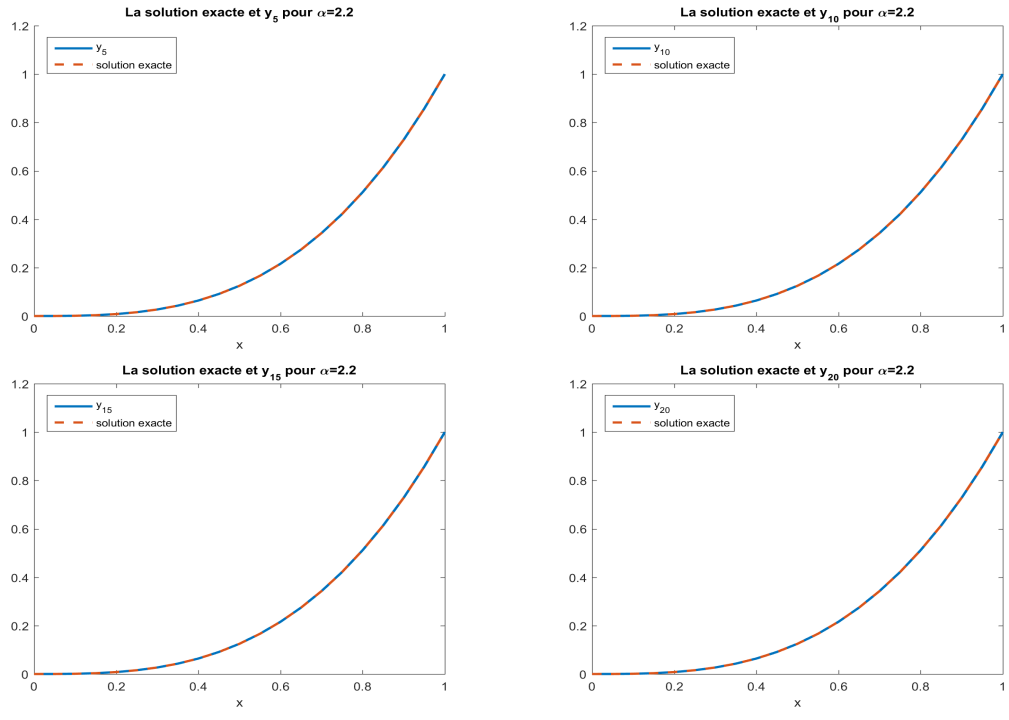 La solution exacte et y5 pour α=2.2
y5
solution exacte
1.2
1
0.8
0.6
0.4
0.2
0
0 0.2 0.4 0.6 0.8 1
x
La solution exacte et y10 pour α=2.2
y10
solution exacte
1.2
1
0.8
0.6
0.4
0.2
0
0 0.2 0.4 0.6 0.8 1
x
La solution exacte et y15 pour α=2.2
y15
solution exacte
1.2
1
0.8
0.6
0.4
0.2
0
0 0.2 0.4 0.6 0.8 1
x
La solution exacte et y20 pour α=2.2
y20
solution exacte
1.2
1
0.8
0.6
0.4
0.2
0
0 0.2 0.4 0.6 0.8 1
x